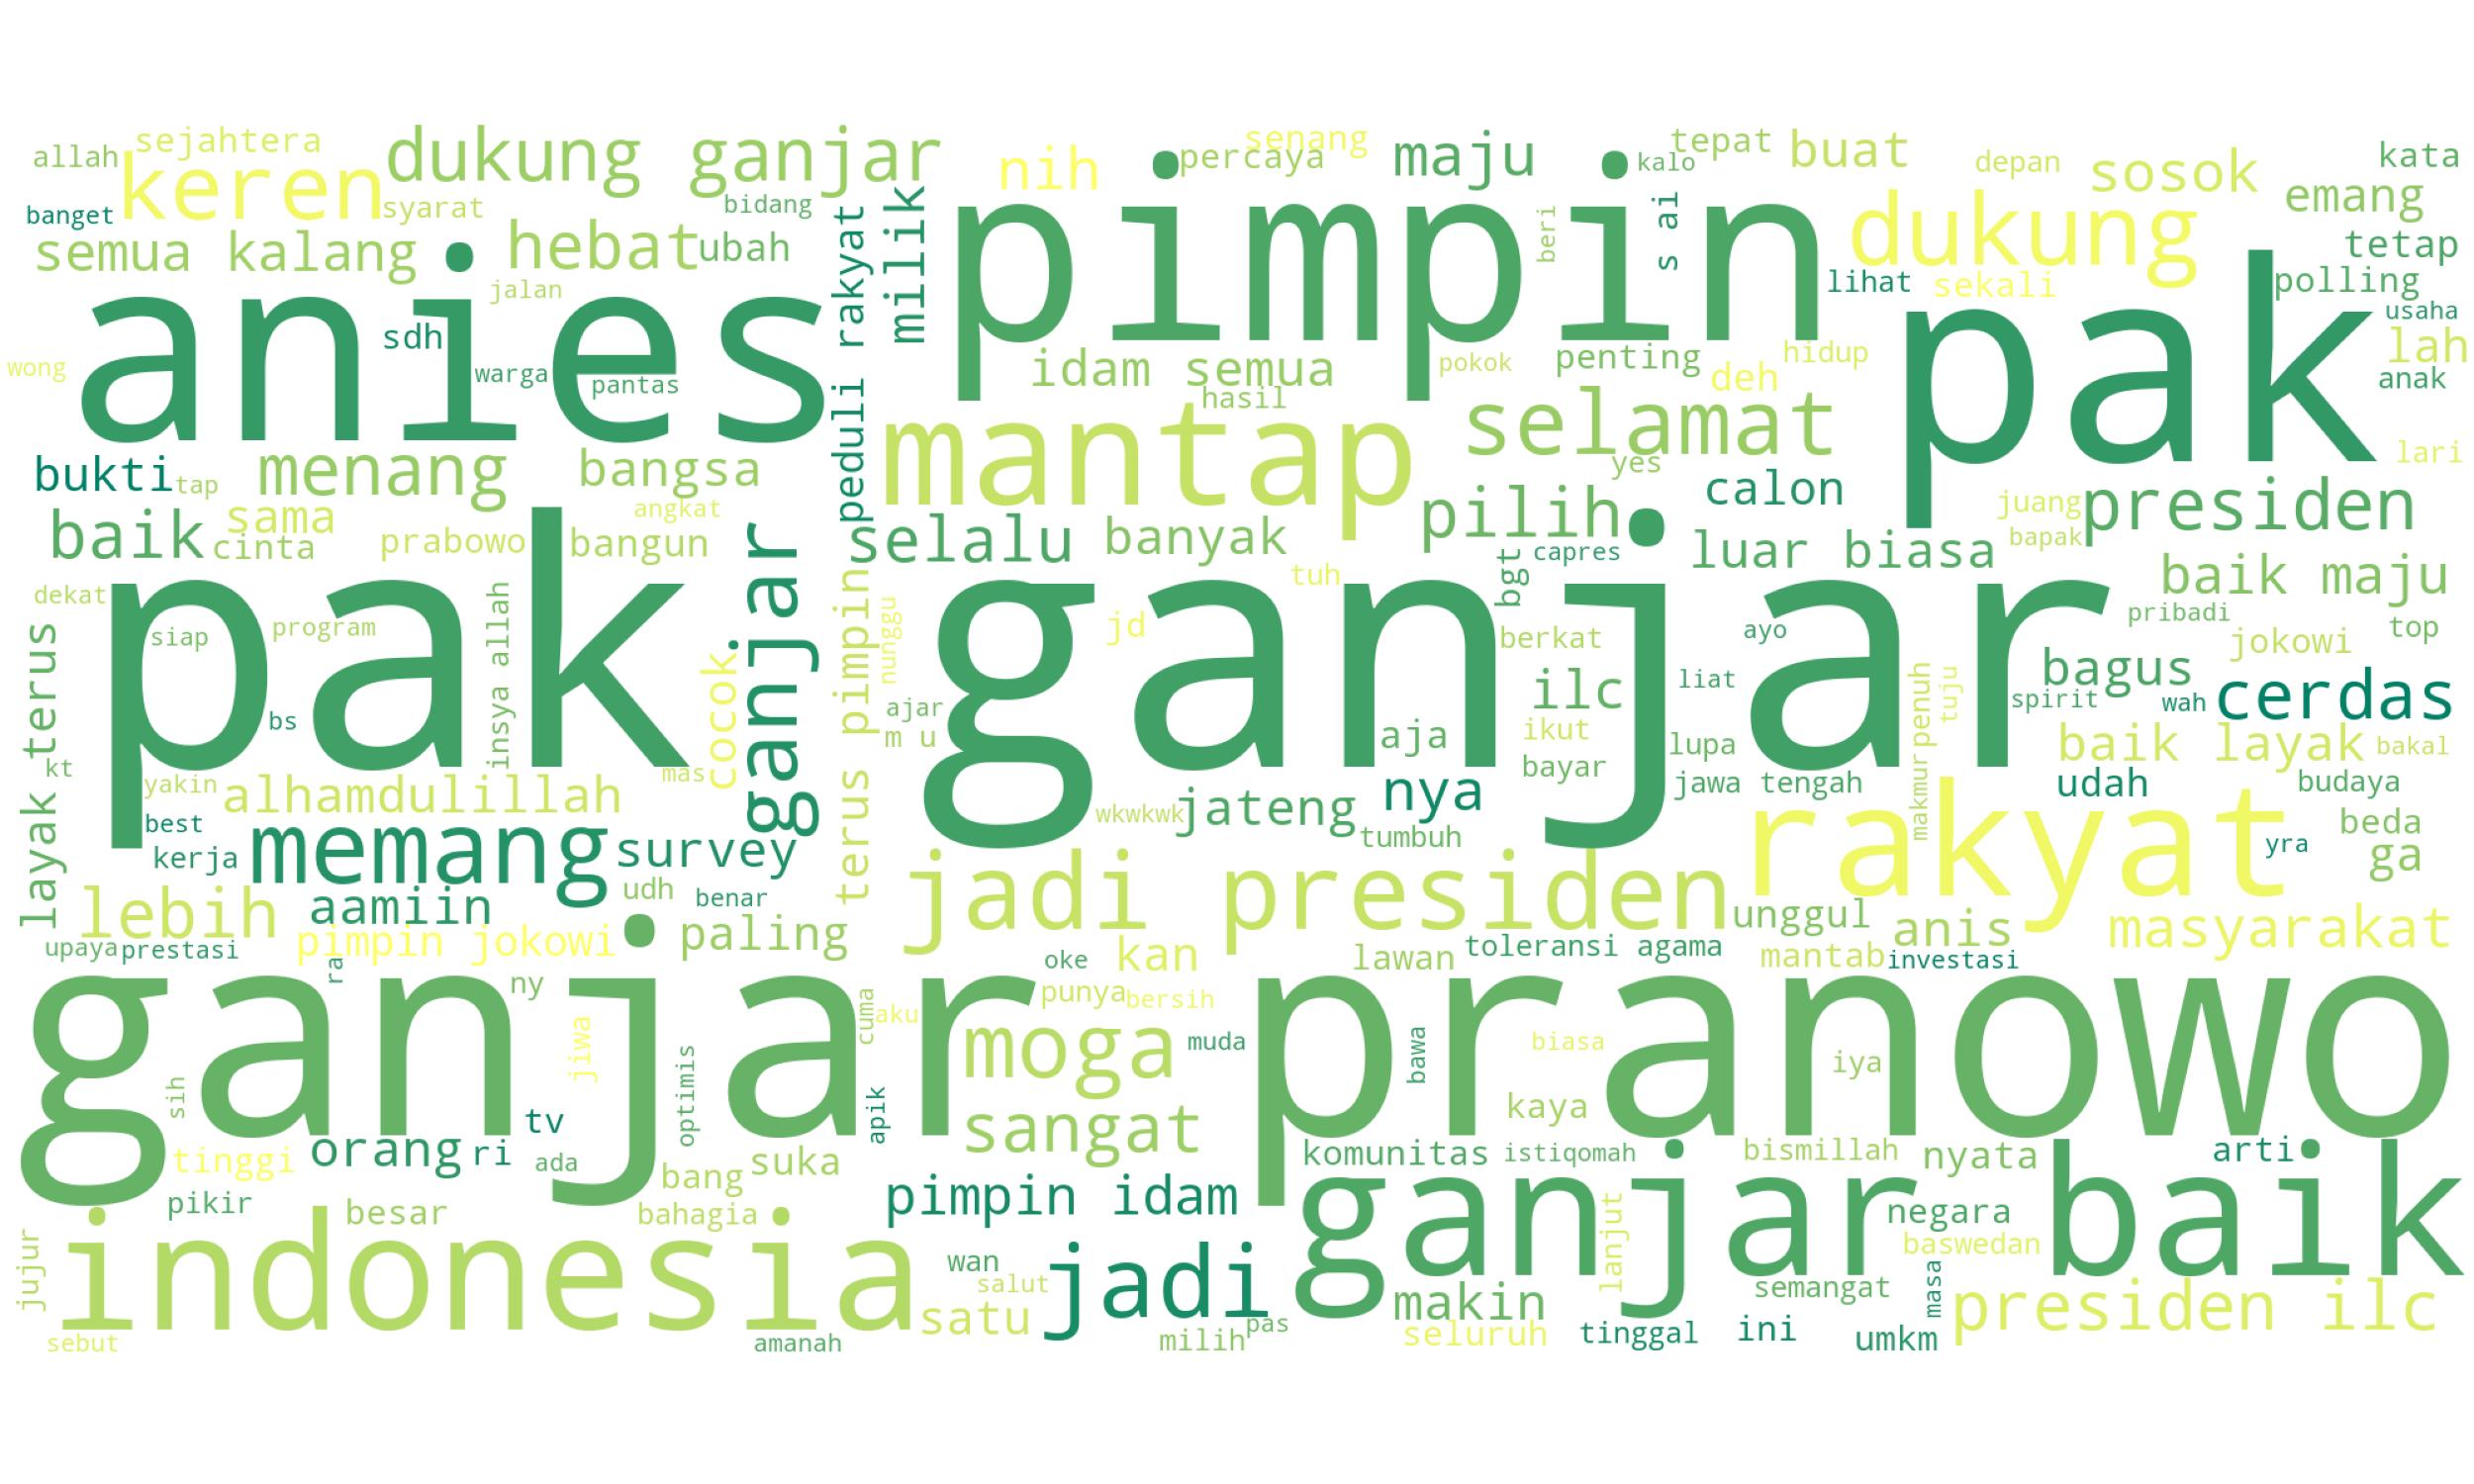 allah sejahtera dukung ganjar nih percaya senang maju kalo tepat buat depan sosok kata
banget keren syarat bidang milik pimpin beri s ai dukung emang
semua kalang hebat ubah peduli rakyat lihat sekali tetap
jalan polling
anies sdh pak usaha
wong warga pantas idam semua pokok penting deh hidup lah anak
hasil
mantap selamat yes lari
bukti tap menang bangsa pilih calon juang presiden
angkat
baik sama cinta prabowo bangun selalu banyak bgt capres luar biasa bapak
dekat pak insya allah ganjar terus pimpin nunggu tuh ganjar baik maju
layak terus siap program cocok jd berkat ayo pribadi top
jokowi
bs ajar ilc liat makmur penuh tuju bagus spirit wah cerdas
m u aja ikut lupa baik layak bakal
kt yakin alhamdulillah mas nya bayar jawa tengah udah budaya
best memang survey wkwkwk jateng rakyat beda
kerja tumbuh yra ga
lebih aamiin udh benar jadi presiden
paling unggul anis masyarakat
upaya prestasi pimpin jokowi oke kan lawan toleransi agama mantab investasi
ra ny punya bersih
ganjar pranowo
jiwa cuma aku moga muda bawa biasa iya
sih optimis apik
tv sangat kaya
orang ri ada suka komunitas istiqomah bismillah nyata arti
tinggi bang
pikir besar bahagia pimpin idam ganjar baik
jujur indonesia wan jadi lanjut negara
baswedan
salut semangat masa
satu makin presiden ilc
sebut amanah milih pas seluruh tinggal ini umkm